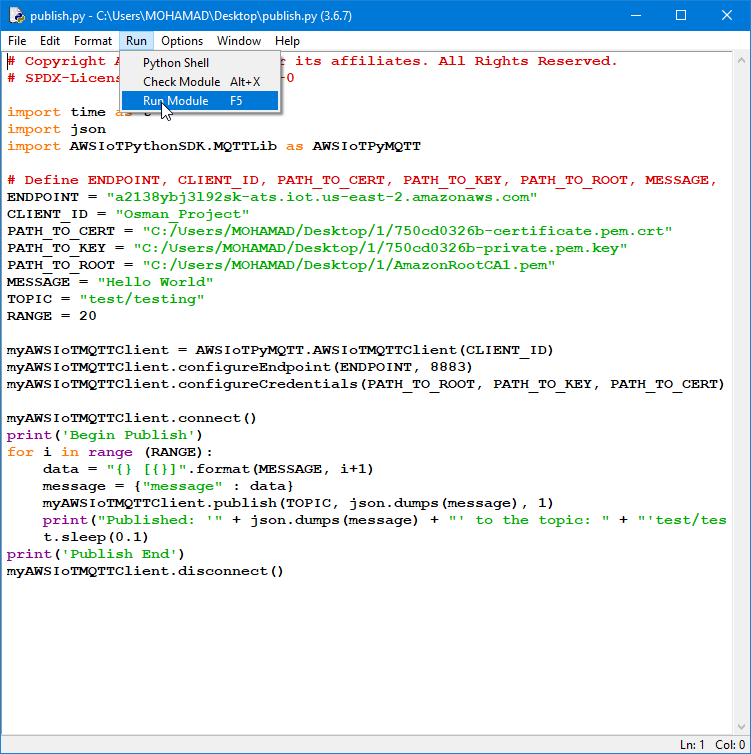 publish.py - C:\Users\MOHAMAD\Desktop\publish.py (3.6.7)
File Edit Format Run Options Window Help
Python Shell
Check Module Alt+X
Run Module F5
# Copyright A r its affiliates. All Rights Reserved.
# SPDX-Licens -0
import time as t
import json
import AWSIoTPythonSDK.MQTTLib as AWSIoTPyMQTT
# Define ENDPOINT, CLIENT_ID, PATH_TO_CERT, PATH_TO_KEY, PATH_TO_ROOT, MESSAGE,
ENDPOINT = "a2138ybj3l92sk-ats.iot.us-east-2.amazonaws.com"
CLIENT_ID = "Osman_Project"
PATH_TO_CERT = "C:/Users/MOHAMAD/Desktop/1/750cd0326b-certificate.pem.crt"
PATH_TO_KEY = "C:/Users/MOHAMAD/Desktop/1/750cd0326b-private.pem.key"
PATH_TO_ROOT = "C:/Users/MOHAMAD/Desktop/1/AmazonRootCA1.pem"
MESSAGE = "Hello World"
TOPIC = "test/testing"
RANGE = 20
myAWSIoTMQTTClient = AWSIoTPyMQTT.AWSIoTMQTTClient(CLIENT_ID)
myAWSIoTMQTTClient.configureEndpoint(ENDPOINT, 8883)
myAWSIoTMQTTClient.configureCredentials(PATH_TO_ROOT, PATH_TO_KEY, PATH_TO_CERT)
myAWSIoTMQTTClient.connect()
print('Begin Publish')
for i in range (RANGE):
    data = "{} [{}]".format(MESSAGE, i+1)
    message = {"message" : data}
    myAWSIoTMQTTClient.publish(TOPIC, json.dumps(message), 1)
    print("Published: '" + json.dumps(message) + "' to the topic: " + "'test/tes
    t.sleep(0.1)
print('Publish End')
myAWSIoTMQTTClient.disconnect()
Ln: 1 Col: 0